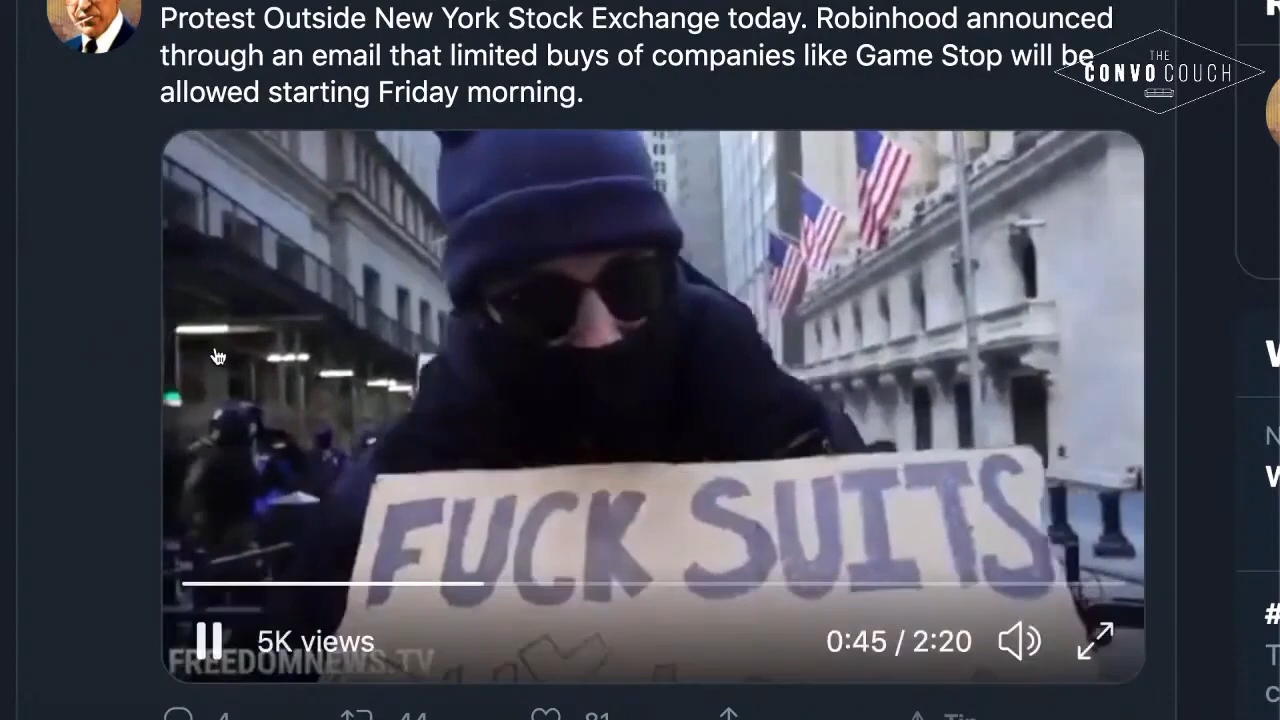 Protest Outside New York Stock Exchange today. Robinhood announced
through an email that limited buys of companies like Game Stop will be
allowed starting Friday morning.
THE
CONVO COUCH
FUCK SUITS
5K views
0:45 / 2:20
FREEDOMNEWS.TV
#